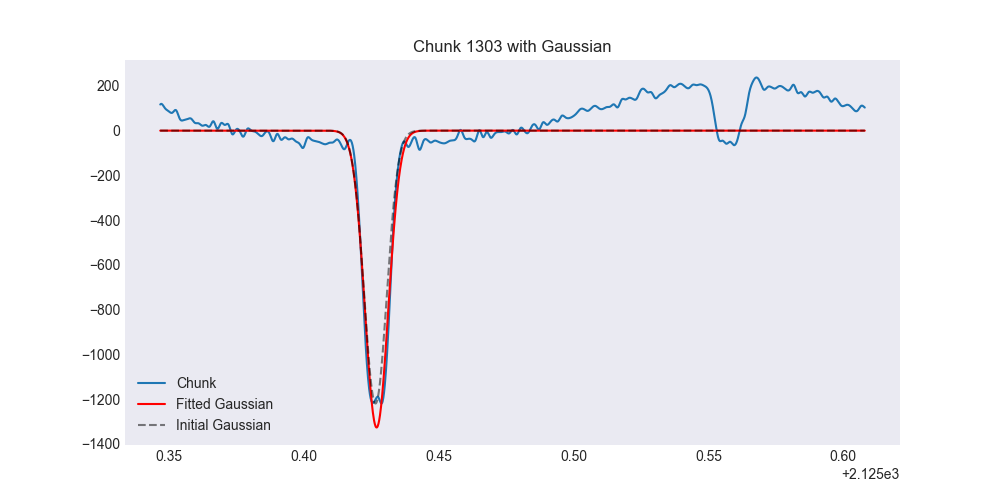 Chunk 1303 with Gaussian
200
0
−200
−400
−600
−800
−1000
−1200
−1400
Chunk
Fitted Gaussian
Initial Gaussian
0.35 0.40 0.45 0.50 0.55 0.60
+2.125e3